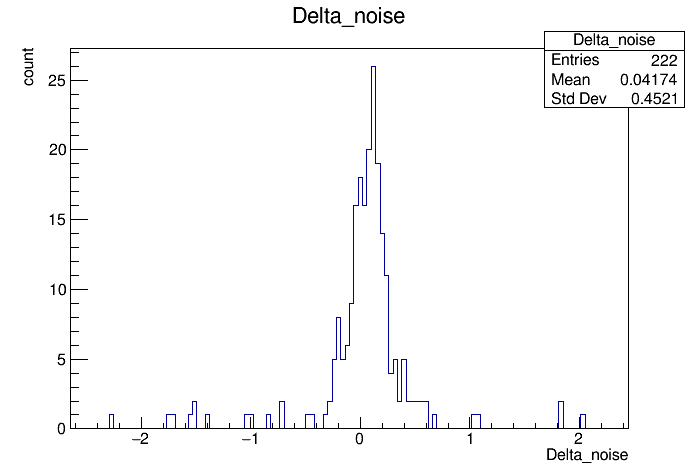 Delta_noise
Delta_noise
Entries 222
Mean 0.04174
Std Dev 0.4521
count
25
20
15
10
5
0
−2 −1 0 1 2
Delta_noise